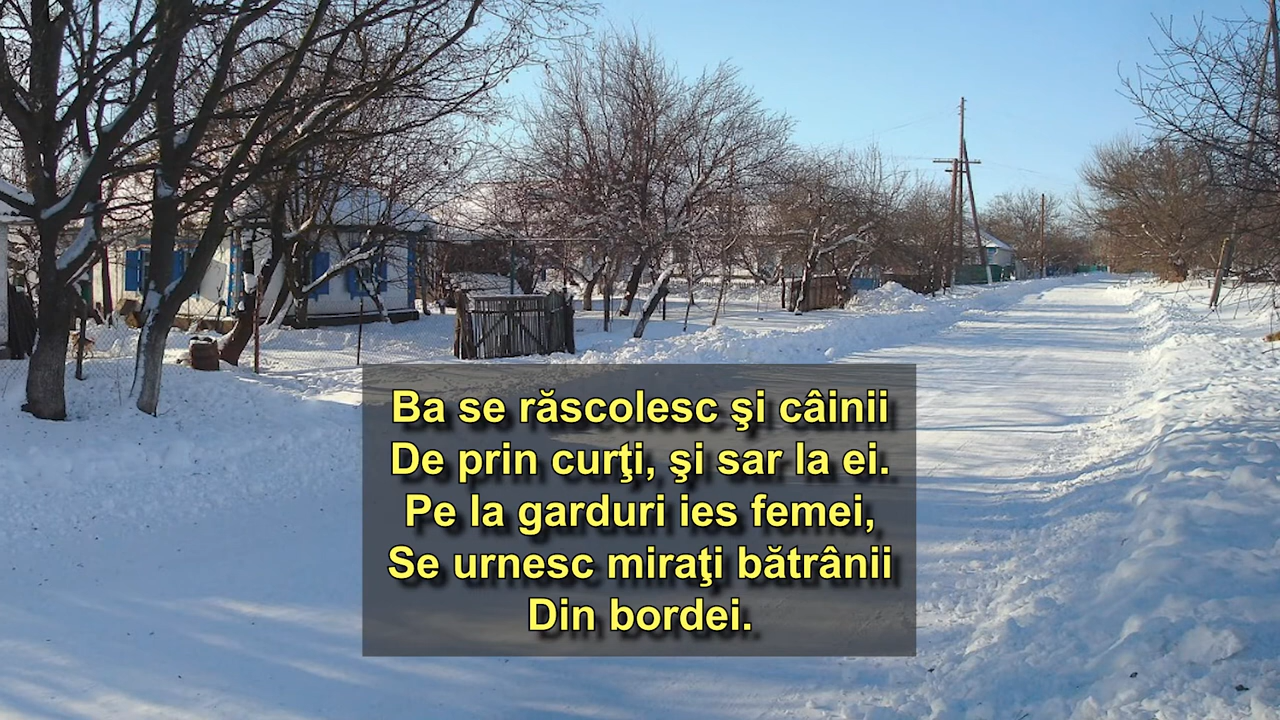 Ba se răscolesc şi câinii
De prin curţi, şi sar la ei.
Pe la garduri ies femei,
Se urnesc miraţi bătrânii
Din bordei.